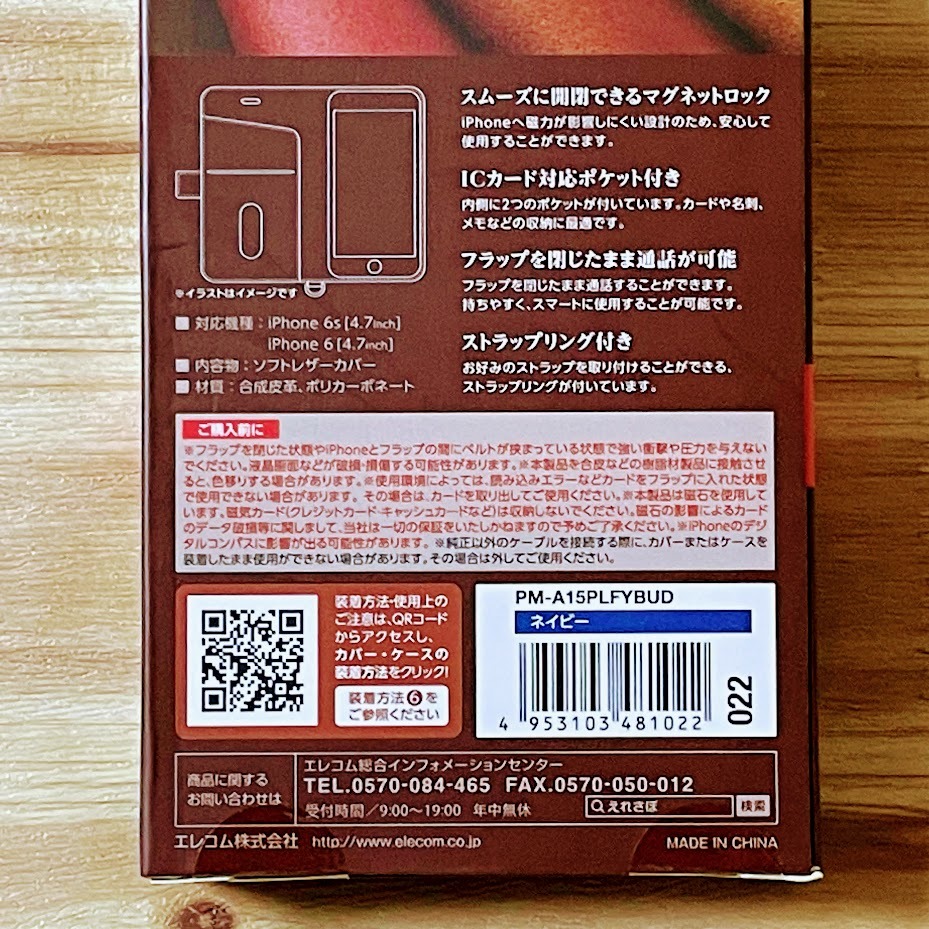 スムーズに開閉できるマグネットロック
iPhoneへ磁力が影響しにくい設計のため、安心して
使用することができます。
ICカード対応ポケット付き
内側に2つのポケットが付いています。カードや名刺、
メモなどの収納に最適です。
フラップを閉じたまま通話が可能
フラップを閉じたまま通話することができます。
持ちやすく、スマートに使用することが可能です。
ストラップリング付き
お好みのストラップを取り付けることができる、
ストラップリングが付いています。
※イラストはイメージです
■ 対応機種：iPhone 6s [4.7inch]
iPhone 6 [4.7inch]
■ 内容物：ソフトレザーカバー
■ 材質：合成皮革、ポリカーボネート
ご購入前に
※フラップを閉じた状態やiPhoneとフラップの間にベルトが挟まっている状態で強い衝撃や圧力を与えない
でください。液晶画面などが破損・損傷する可能性があります。※本製品を合皮などの樹脂材製品に接触させ
ると、色移りする場合があります。※使用環境によっては、読み込みエラーなどカードをフラップに入れた状態
で使用できない場合があります。その場合は、カードを取り出してご使用ください。※本製品は磁石を使用して
います。磁気カード(クレジットカード・キャッシュカードなど)は収納しないでください。磁石の影響によるカード
のデータ破損等に関しまして、当社は一切の保証をいたしかねますので予めご了承ください。※iPhoneのデジ
タルコンパスに影響が出る可能性があります。※純正以外のケーブルを接続する際に、カバーまたはケースを
装着したまま使用ができない場合があります。その場合は外してご使用ください。
装着方法・使用上の
ご注意は、QRコード
からアクセスし、
カバー・ケースの
装着方法をクリック!
装着方法❻を
ご参照ください
PM-A15PLFYBUD
ネイビー
4 953103 481022
022
商品に関する
お問い合わせは
エレコム総合インフォメーションセンター
TEL.0570-084-465 FAX.0570-050-012
受付時間／9:00〜19:00 年中無休
えれさぽ 検索
エレコム株式会社 http://www.elecom.co.jp
MADE IN CHINA